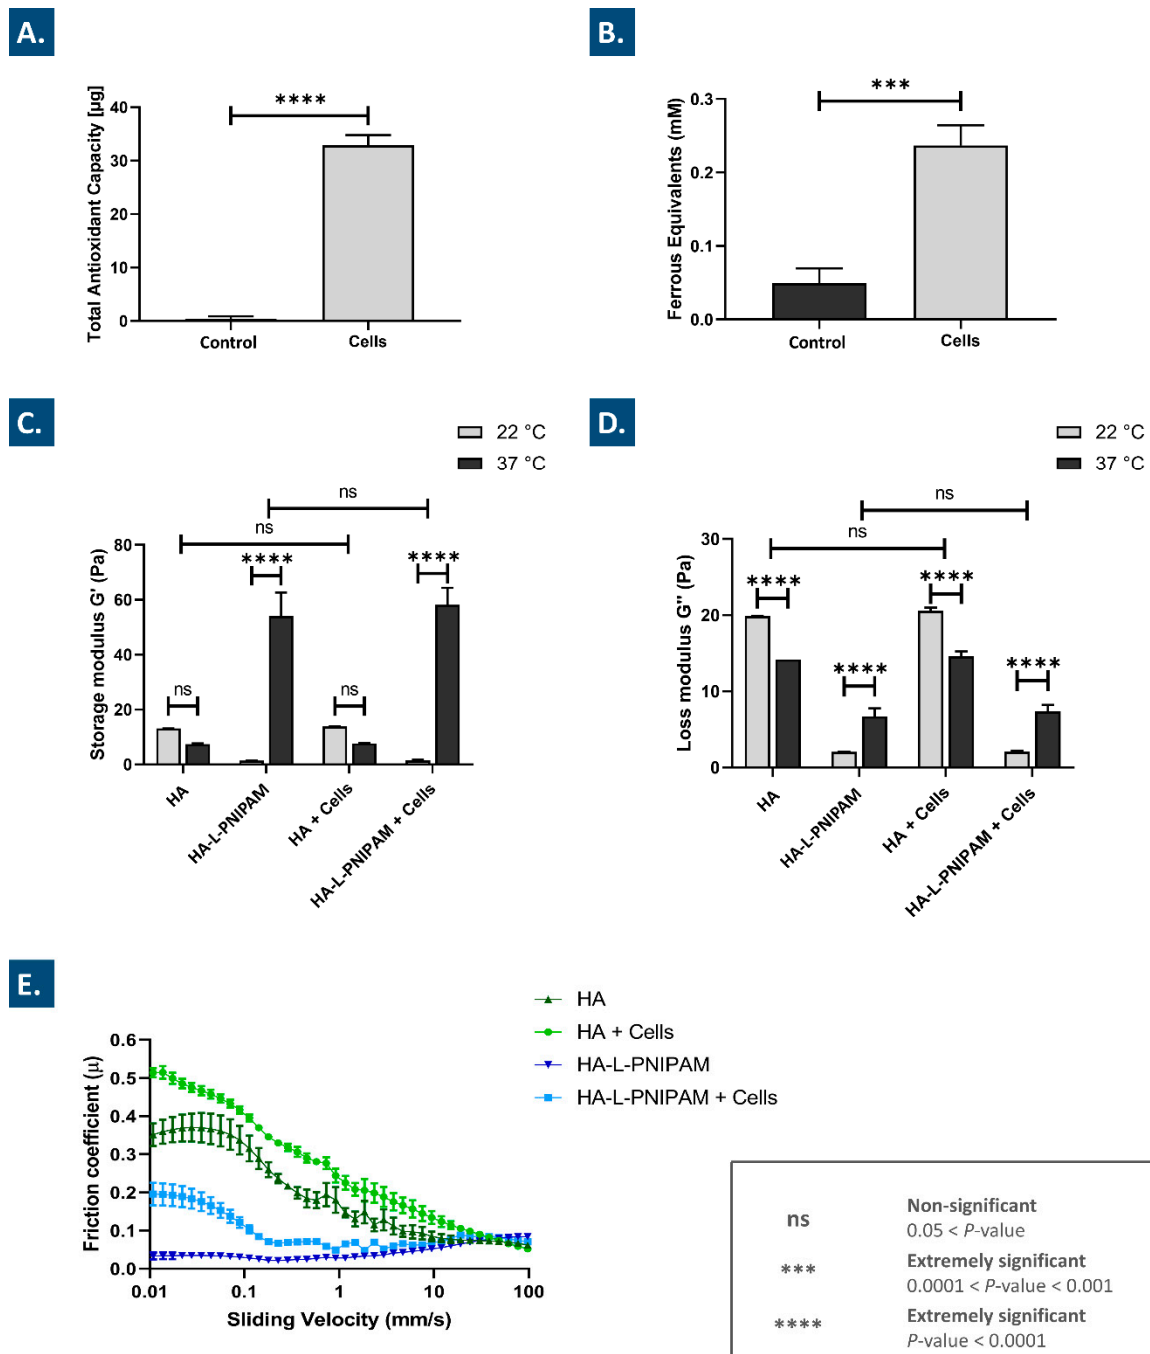 A.
Total Antioxidant Capacity [µg]
40
30
20
10
0
****
Control
Cells
B.
Ferrous Equivalents (mM)
0.3
0.2
0.1
0.0
***
Control
Cells
C.
22 °C
37 °C
Storage modulus G' (Pa)
80
60
40
20
0
ns
ns
****
****
ns
ns
HA
HA-L-PNIPAM
HA + Cells
HA-L-PNIPAM + Cells
D.
22 °C
37 °C
Loss modulus G'' (Pa)
30
20
10
0
ns
ns
****
****
****
****
HA
HA-L-PNIPAM
HA + Cells
HA-L-PNIPAM + Cells
E.
HA
HA + Cells
HA-L-PNIPAM
HA-L-PNIPAM + Cells
Friction coefficient (µ)
0.6
0.5
0.4
0.3
0.2
0.1
0.0
0.01
0.1
1
10
100
Sliding Velocity (mm/s)
ns
Non-significant
0.05 < P-value
***
Extremely significant
0.0001 < P-value < 0.001
****
Extremely significant
P-value < 0.0001